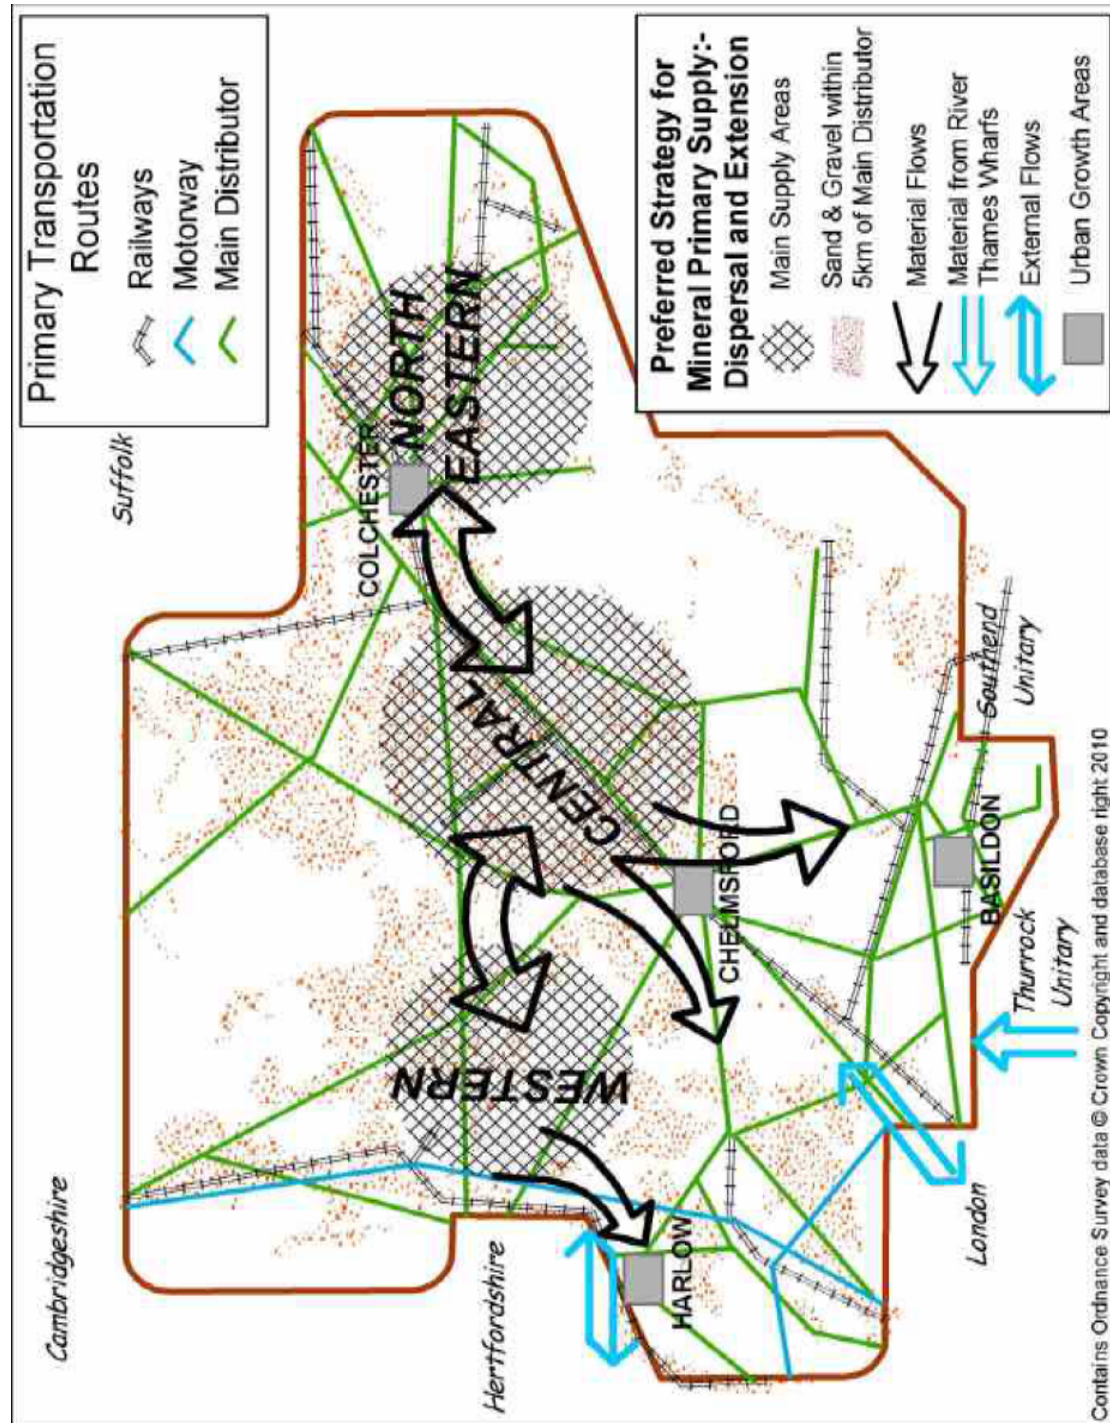 Primary Transportation
Routes
Railways
Motorway
Main Distributor
Preferred Strategy for
Mineral Primary Supply:-
Dispersal and Extension
Main Supply Areas
Sand & Gravel within
5km of Main Distributor
Material Flows
Material from River
Thames Wharfs
External Flows
Urban Growth Areas
Cambridgeshire
Suffolk
Hertfordshire
COLCHESTER
NORTH
EASTERN
CENTRAL
WESTERN
HARLOW
CHELMSFORD
BASILDON
London
Thurrock
Unitary
Southend
Unitary
Contains Ordnance Survey data © Crown Copyright and database right 2010